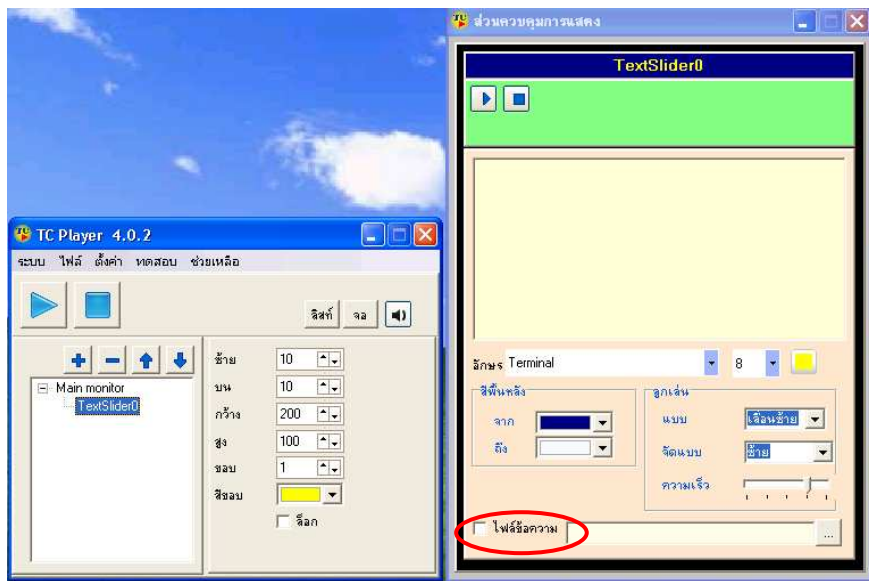 TC Player 4.0.2
ระบบ ไฟล์ ตั้งค่า ทดสอบ ช่วยเหลือ
ลิสท์ จอ
Main monitor
TextSlider0
ซ้าย 10
บน 10
กว้าง 200
สูง 100
ขอบ 1
สีขอบ
ล็อก
ส่วนควบคุมการแสดง
TextSlider0
อักษร Terminal 8
สีพื้นหลัง
จาก
ถึง
ลูกเล่น
แบบ เลื่อนซ้าย
จัดแบบ ซ้าย
ความเร็ว
ไฟล์ข้อความ ...